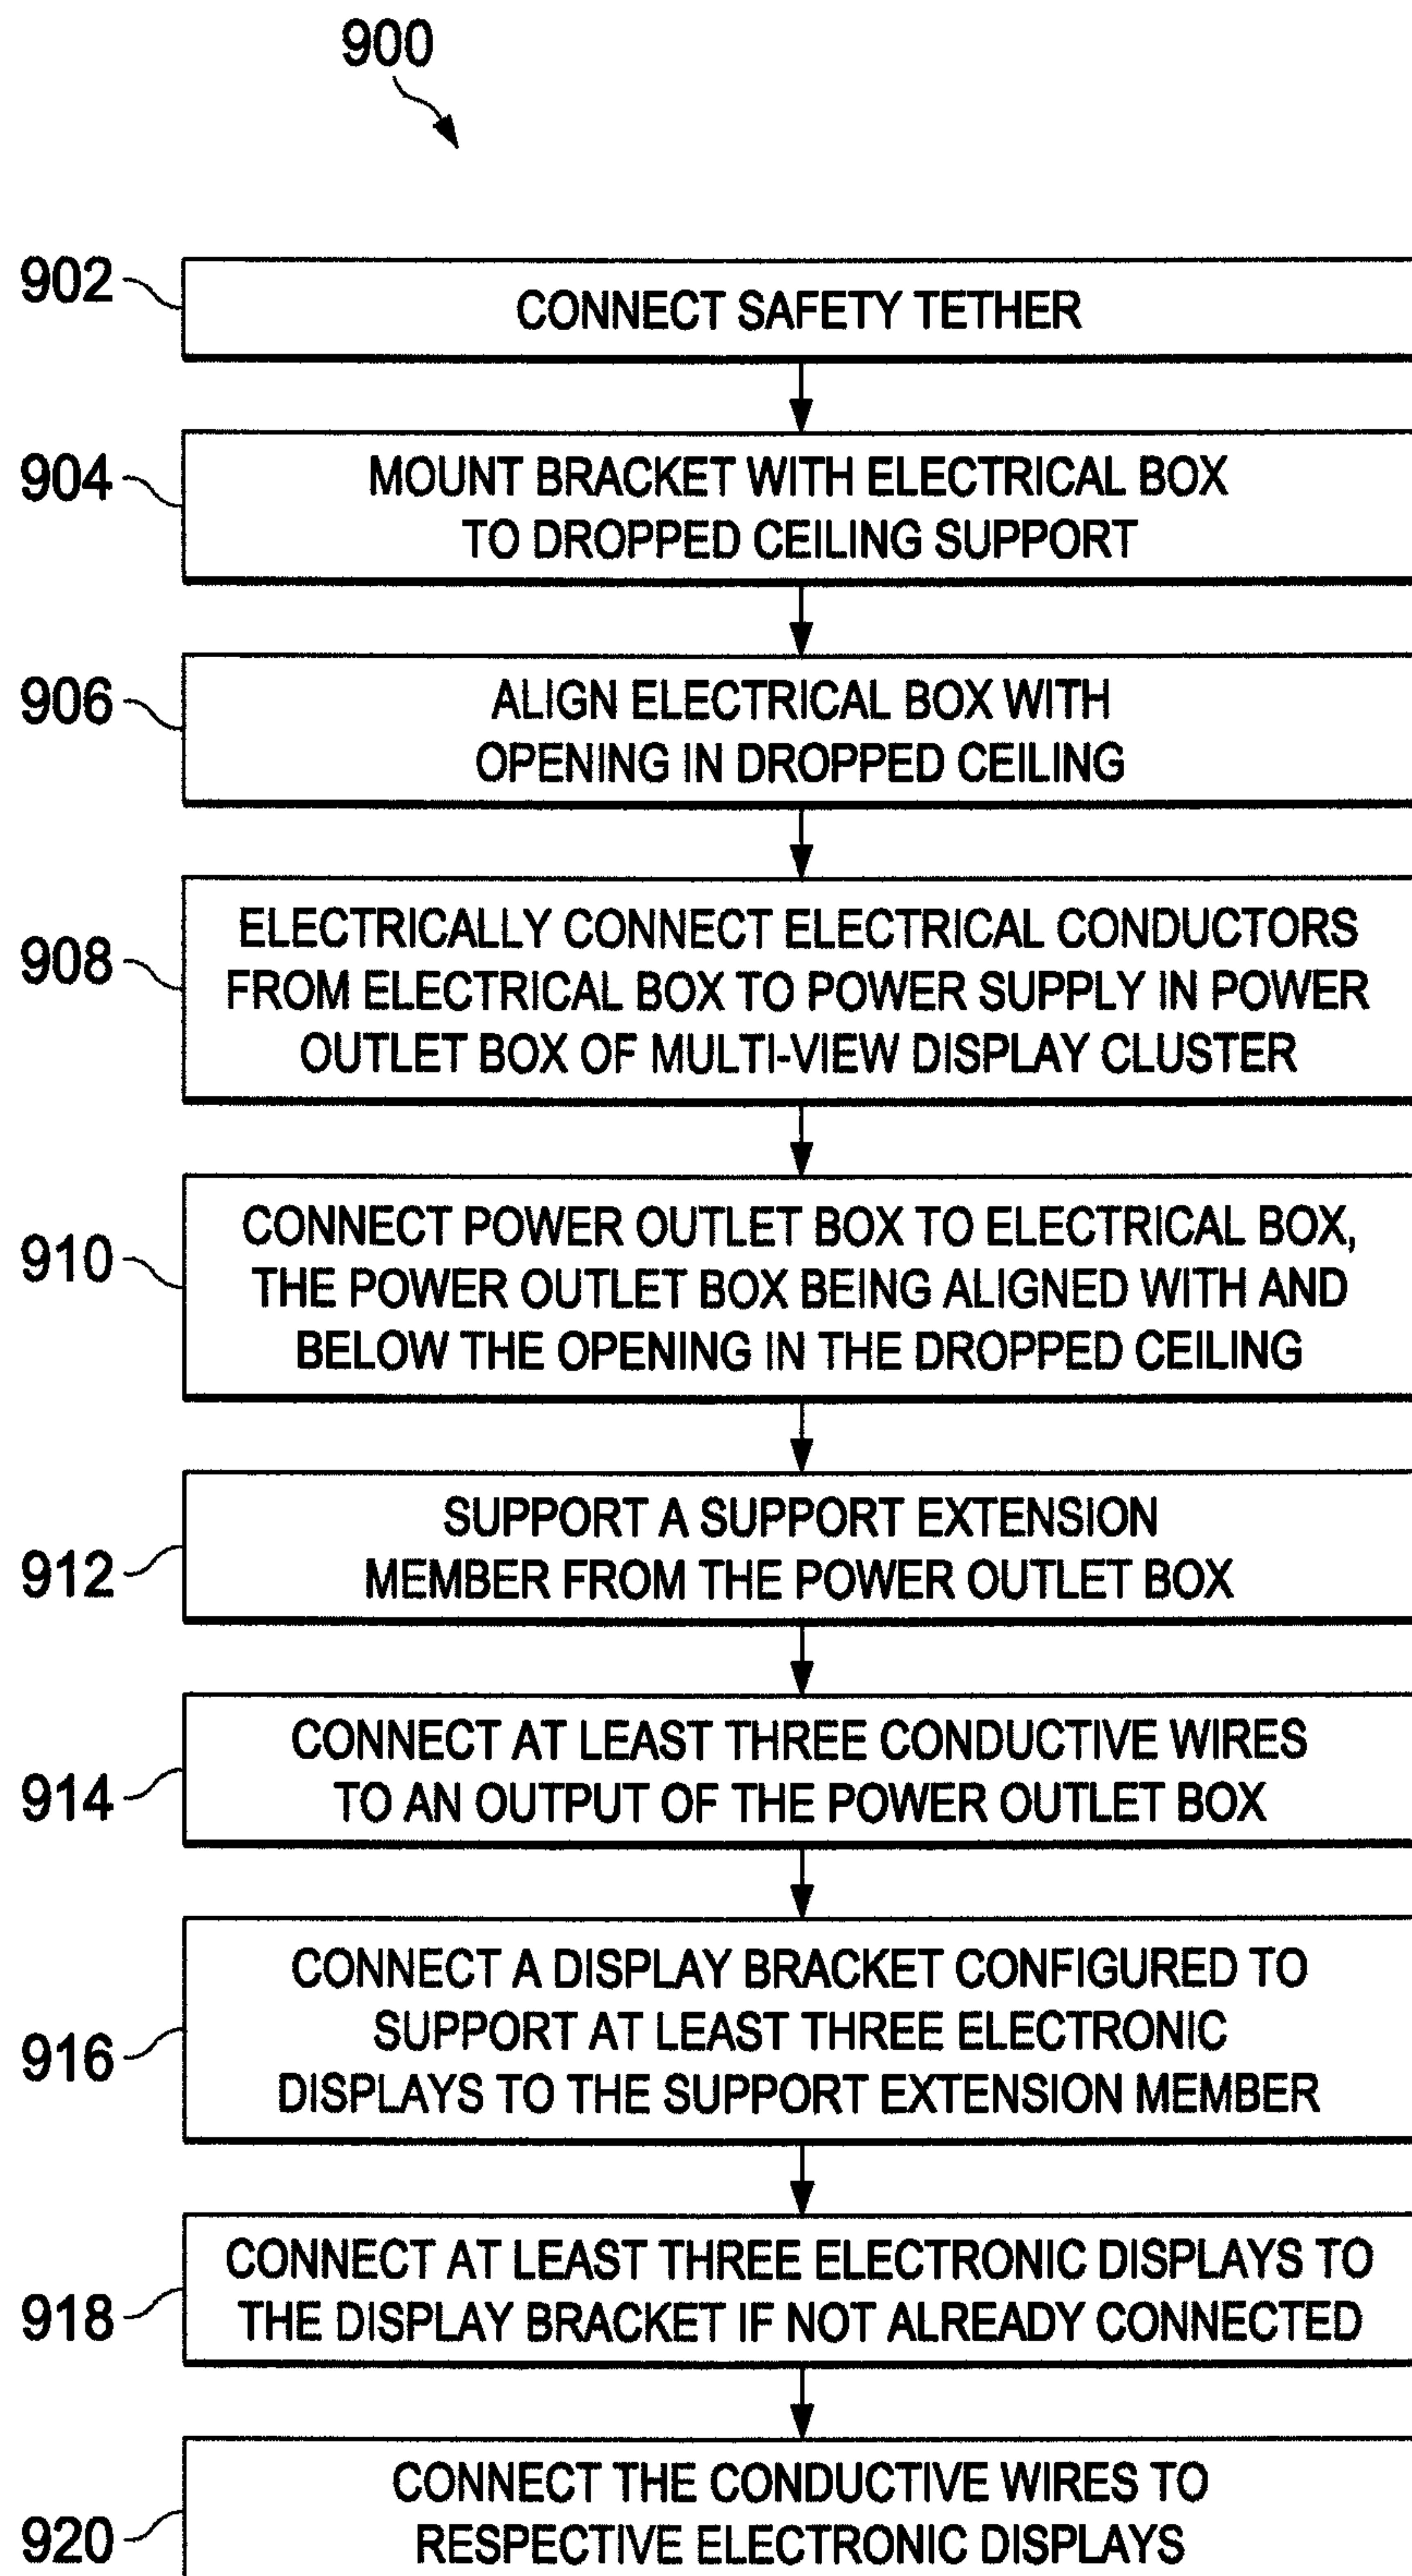 900
902
CONNECT SAFETY TETHER
904
MOUNT BRACKET WITH ELECTRICAL BOX
TO DROPPED CEILING SUPPORT
906
ALIGN ELECTRICAL BOX WITH
OPENING IN DROPPED CEILING
908
ELECTRICALLY CONNECT ELECTRICAL CONDUCTORS
FROM ELECTRICAL BOX TO POWER SUPPLY IN POWER
OUTLET BOX OF MULTI-VIEW DISPLAY CLUSTER
910
CONNECT POWER OUTLET BOX TO ELECTRICAL BOX,
THE POWER OUTLET BOX BEING ALIGNED WITH AND
BELOW THE OPENING IN THE DROPPED CEILING
912
SUPPORT A SUPPORT EXTENSION
MEMBER FROM THE POWER OUTLET BOX
914
CONNECT AT LEAST THREE CONDUCTIVE WIRES
TO AN OUTPUT OF THE POWER OUTLET BOX
916
CONNECT A DISPLAY BRACKET CONFIGURED TO
SUPPORT AT LEAST THREE ELECTRONIC
DISPLAYS TO THE SUPPORT EXTENSION MEMBER
918
CONNECT AT LEAST THREE ELECTRONIC DISPLAYS TO
THE DISPLAY BRACKET IF NOT ALREADY CONNECTED
920
CONNECT THE CONDUCTIVE WIRES TO
RESPECTIVE ELECTRONIC DISPLAYS